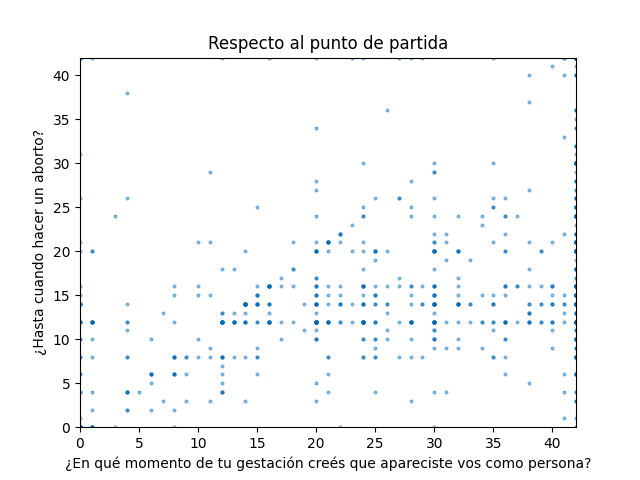 Respecto al punto de partida
¿Hasta cuando hacer un aborto?
40
35
30
25
20
15
10
5
0
0 5 10 15 20 25 30 35 40
¿En qué momento de tu gestación creés que apareciste vos como persona?